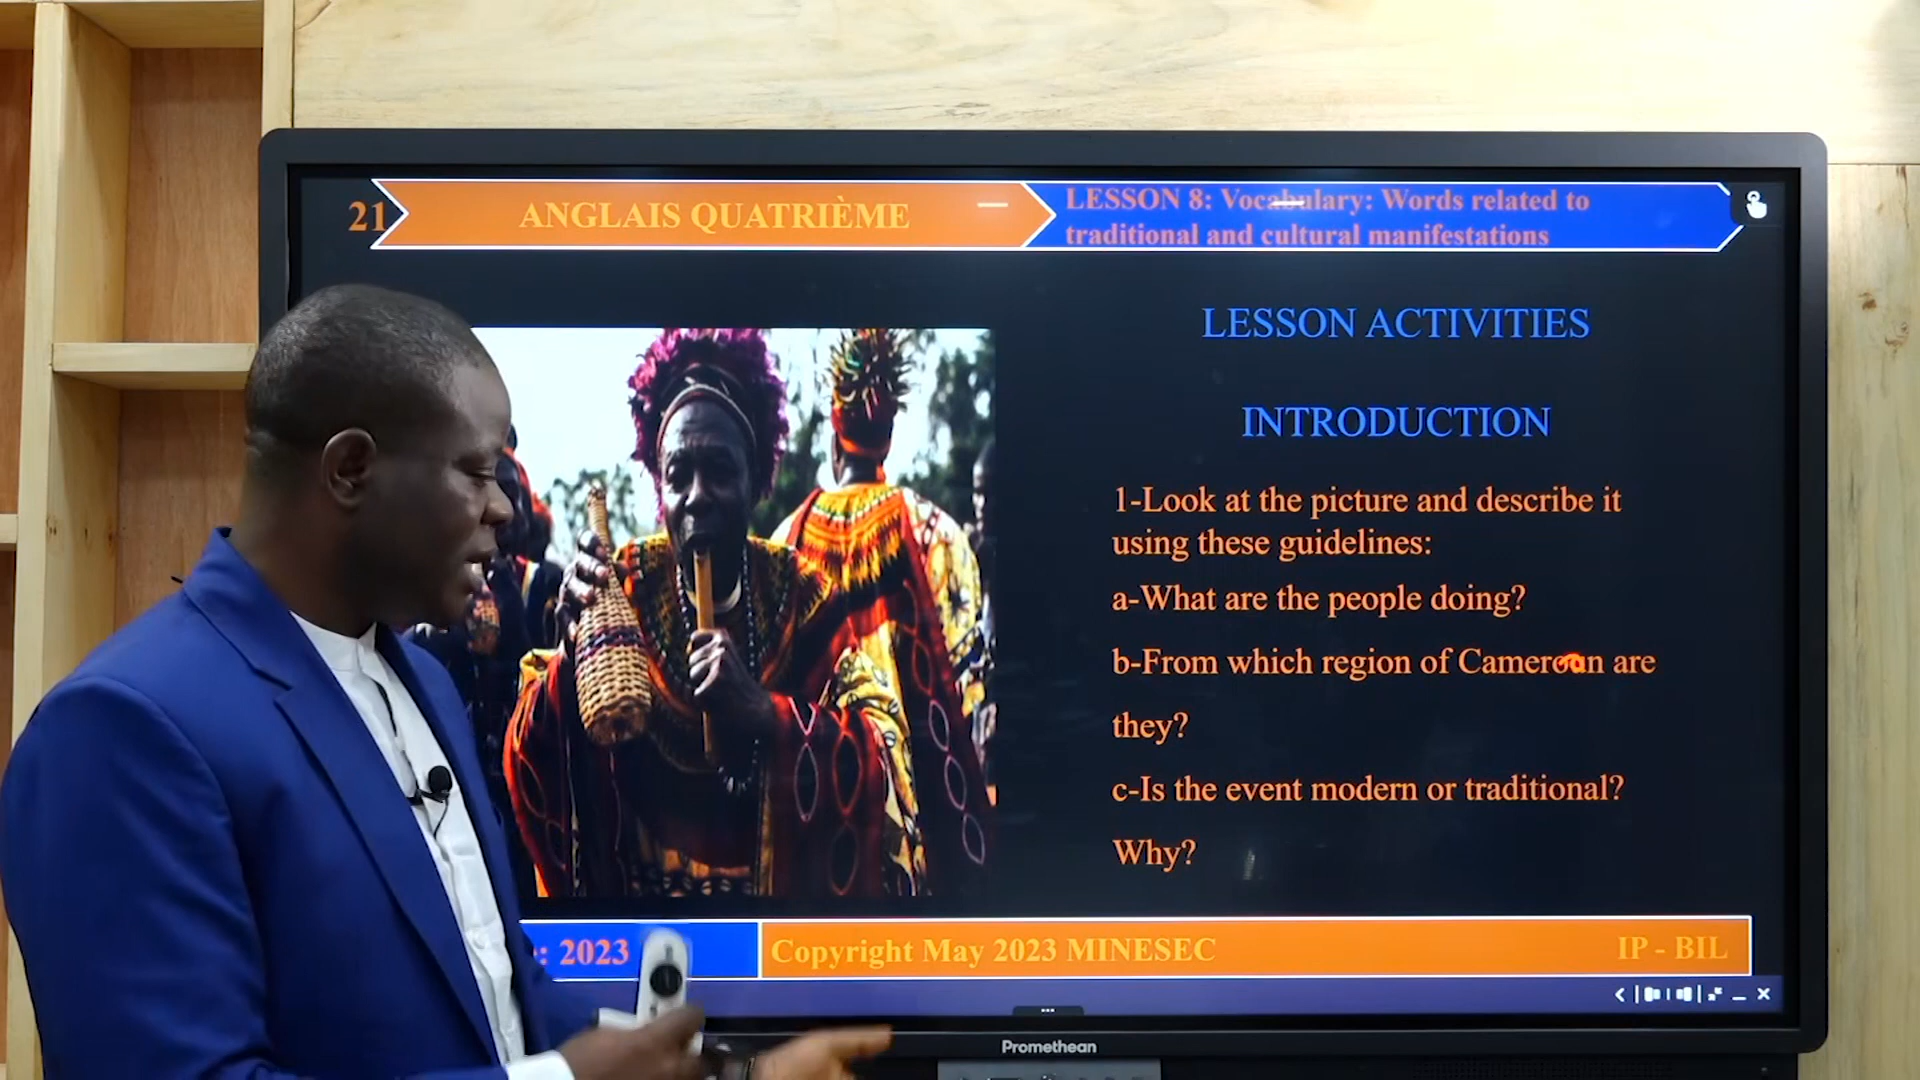 21
ANGLAIS QUATRIÈME
LESSON 8: Vocabulary: Words related to
traditional and cultural manifestations
LESSON ACTIVITIES
INTRODUCTION
1-Look at the picture and describe it
using these guidelines:
a-What are the people doing?
b-From which region of Cameroun are
they?
c-Is the event modern or traditional?
Why?
: 2023
Copyright May 2023 MINESEC
IP - BIL
Promethean